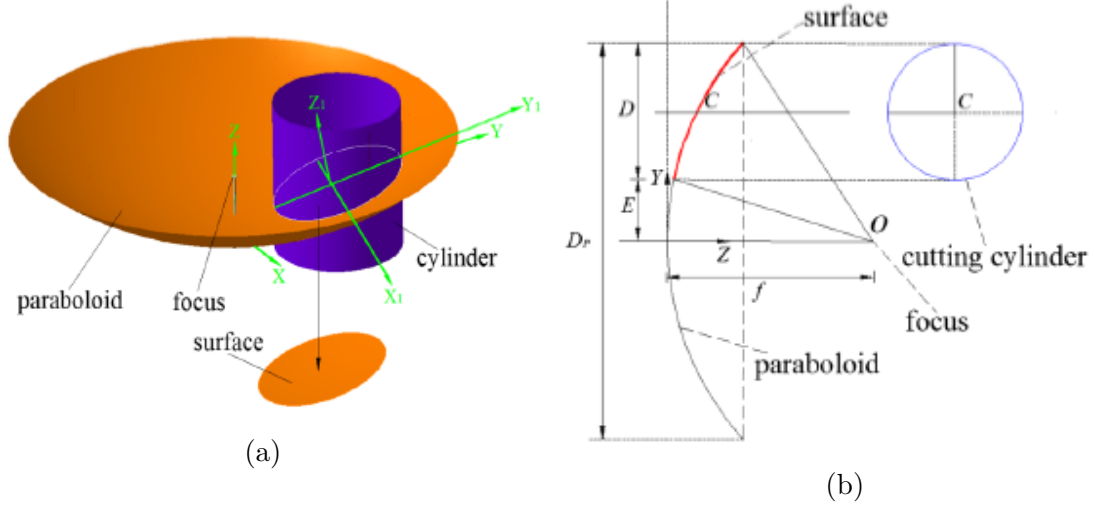 Z₁
Y₁
Y
Z
X
X₁
cylinder
paraboloid
focus
surface
(a)
surface
D
C
C
Y
E
Dₚ
Z
O
cutting cylinder
f
focus
paraboloid
(b)